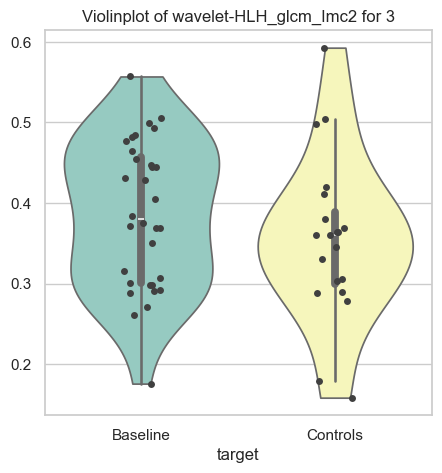 Violinplot of wavelet-HLH_glcm_Imc2 for 3
0.6
0.5
0.4
0.3
0.2
Baseline
Controls
target